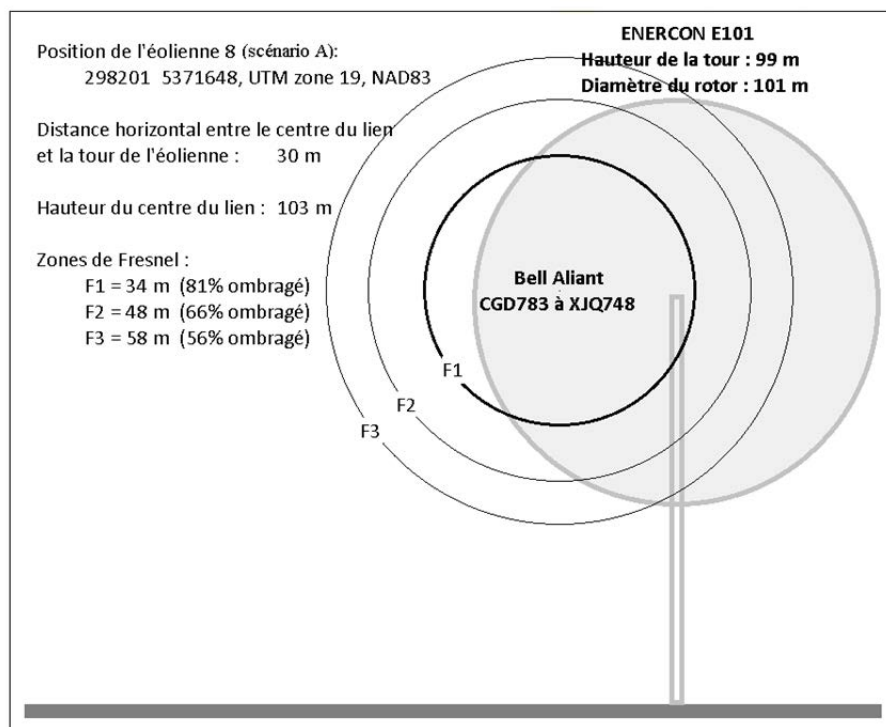 Position de l'éolienne 8 (scénario A):
298201 5371648, UTM zone 19, NAD83
Distance horizontal entre le centre du lien
et la tour de l'éolienne : 30 m
Hauteur du centre du lien : 103 m
Zones de Fresnel :
F1 = 34 m (81% ombragé)
F2 = 48 m (66% ombragé)
F3 = 58 m (56% ombragé)
ENERCON E101
Hauteur de la tour : 99 m
Diamètre du rotor : 101 m
Bell Aliant
CGD783 à XJQ748
F1
F2
F3